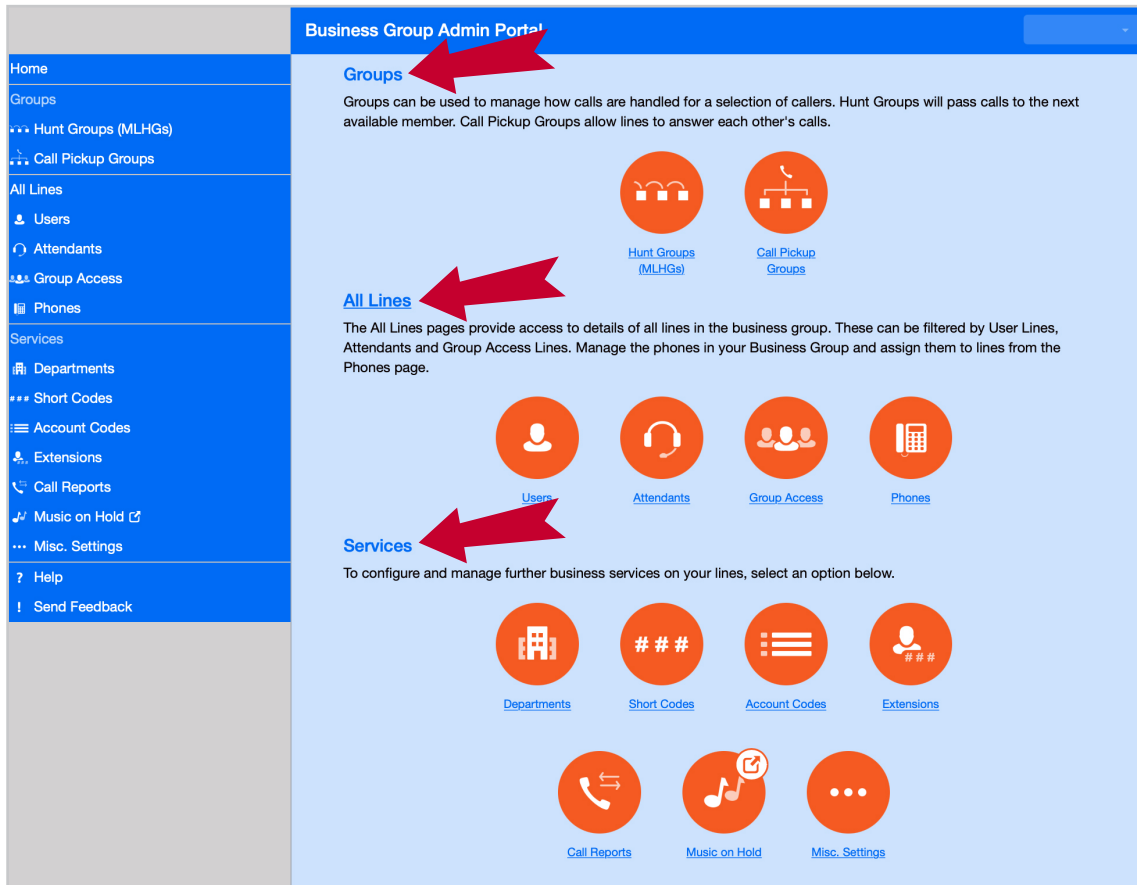 Business Group Admin Portal
Home
Groups
Hunt Groups (MLHGs)
Call Pickup Groups
All Lines
Users
Attendants
Group Access
Phones
Services
Departments
### Short Codes
Account Codes
Extensions
Call Reports
Music on Hold
Misc. Settings
? Help
! Send Feedback
Groups
Groups can be used to manage how calls are handled for a selection of callers. Hunt Groups will pass calls to the next
available member. Call Pickup Groups allow lines to answer each other's calls.
Hunt Groups
(MLHGs)
Call Pickup
Groups
All Lines
The All Lines pages provide access to details of all lines in the business group. These can be filtered by User Lines,
Attendants and Group Access Lines. Manage the phones in your Business Group and assign them to lines from the
Phones page.
Users
Attendants
Group Access
Phones
Services
To configure and manage further business services on your lines, select an option below.
###
###
Departments
Short Codes
Account Codes
Extensions
Call Reports
Music on Hold
Misc. Settings